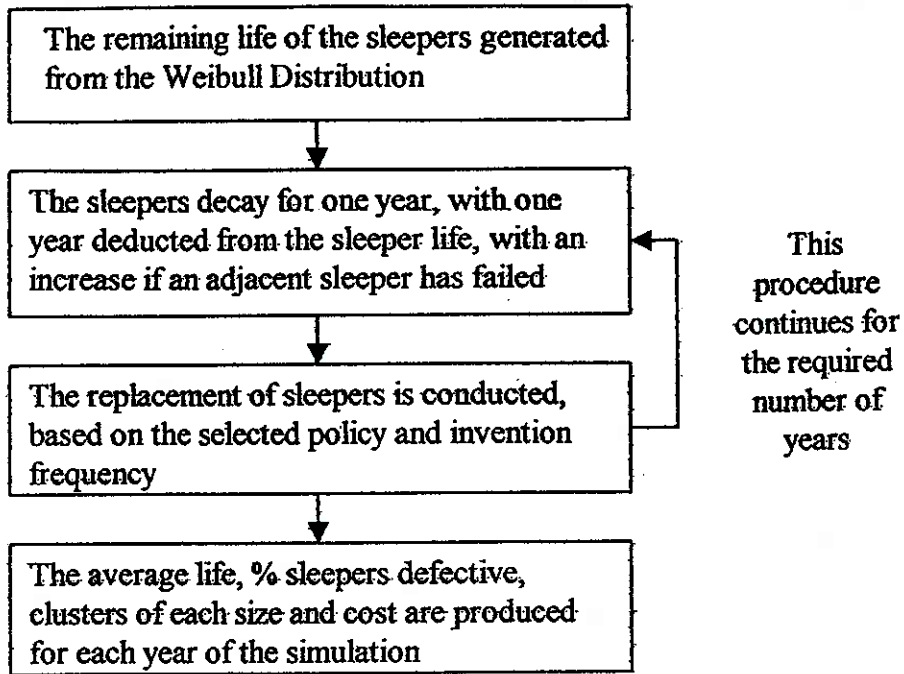 The remaining life of the sleepers generated
from the Weibull Distribution
The sleepers decay for one year, with one
year deducted from the sleeper life, with an
increase if an adjacent sleeper has failed
This
procedure
continues for
the required
number of
years
The replacement of sleepers is conducted,
based on the selected policy and invention
frequency
The average life, % sleepers defective,
clusters of each size and cost are produced
for each year of the simulation